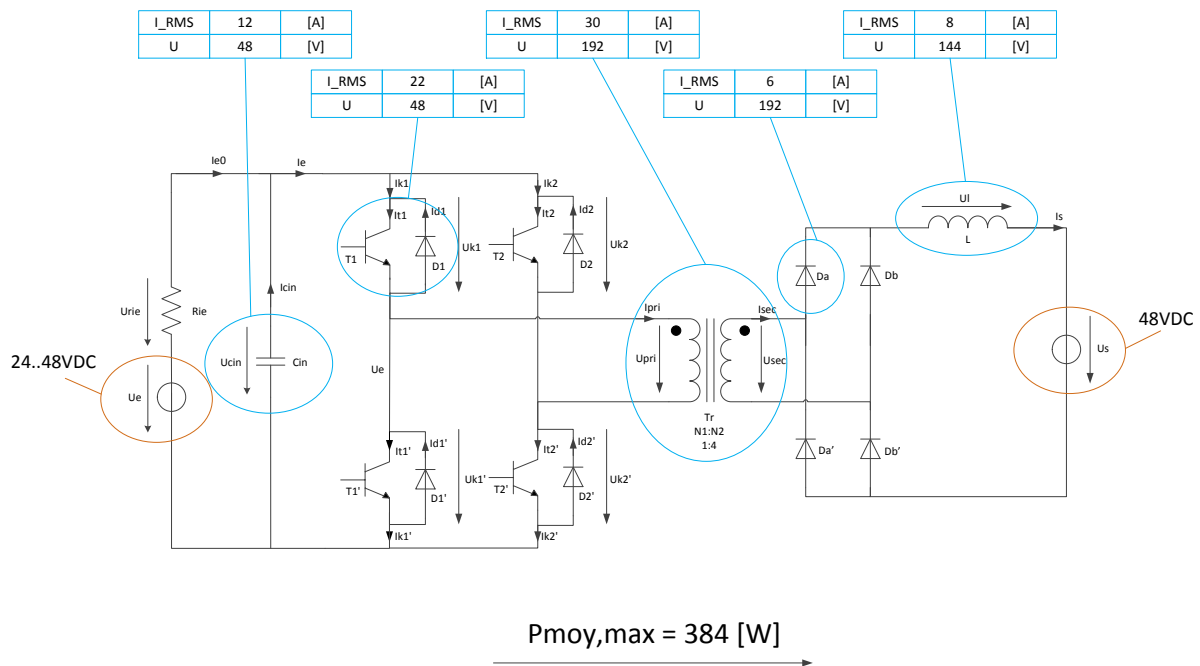 I_RMS 12 [A]
U 48 [V]
I_RMS 30 [A]
U 192 [V]
I_RMS 8 [A]
U 144 [V]
I_RMS 22 [A]
U 48 [V]
I_RMS 6 [A]
U 192 [V]
Ie0
Ie
Ik1
Ik2
It1
Id1
It2
Id2
Uk1
Uk2
T1
D1
T2
D2
Ul
L
Is
Da
Db
Icin
Urie
Rie
Ipri
Isec
24..48VDC
Ue
Ucin
Cin
Ue
Upri
Usec
48VDC
Us
Tr
N1:N2
1:4
It1'
Id1'
It2'
Id2'
Uk1'
Uk2'
T1'
D1'
T2'
D2'
Ik1'
Ik2'
Da'
Db'
Pmoy,max = 384 [W]